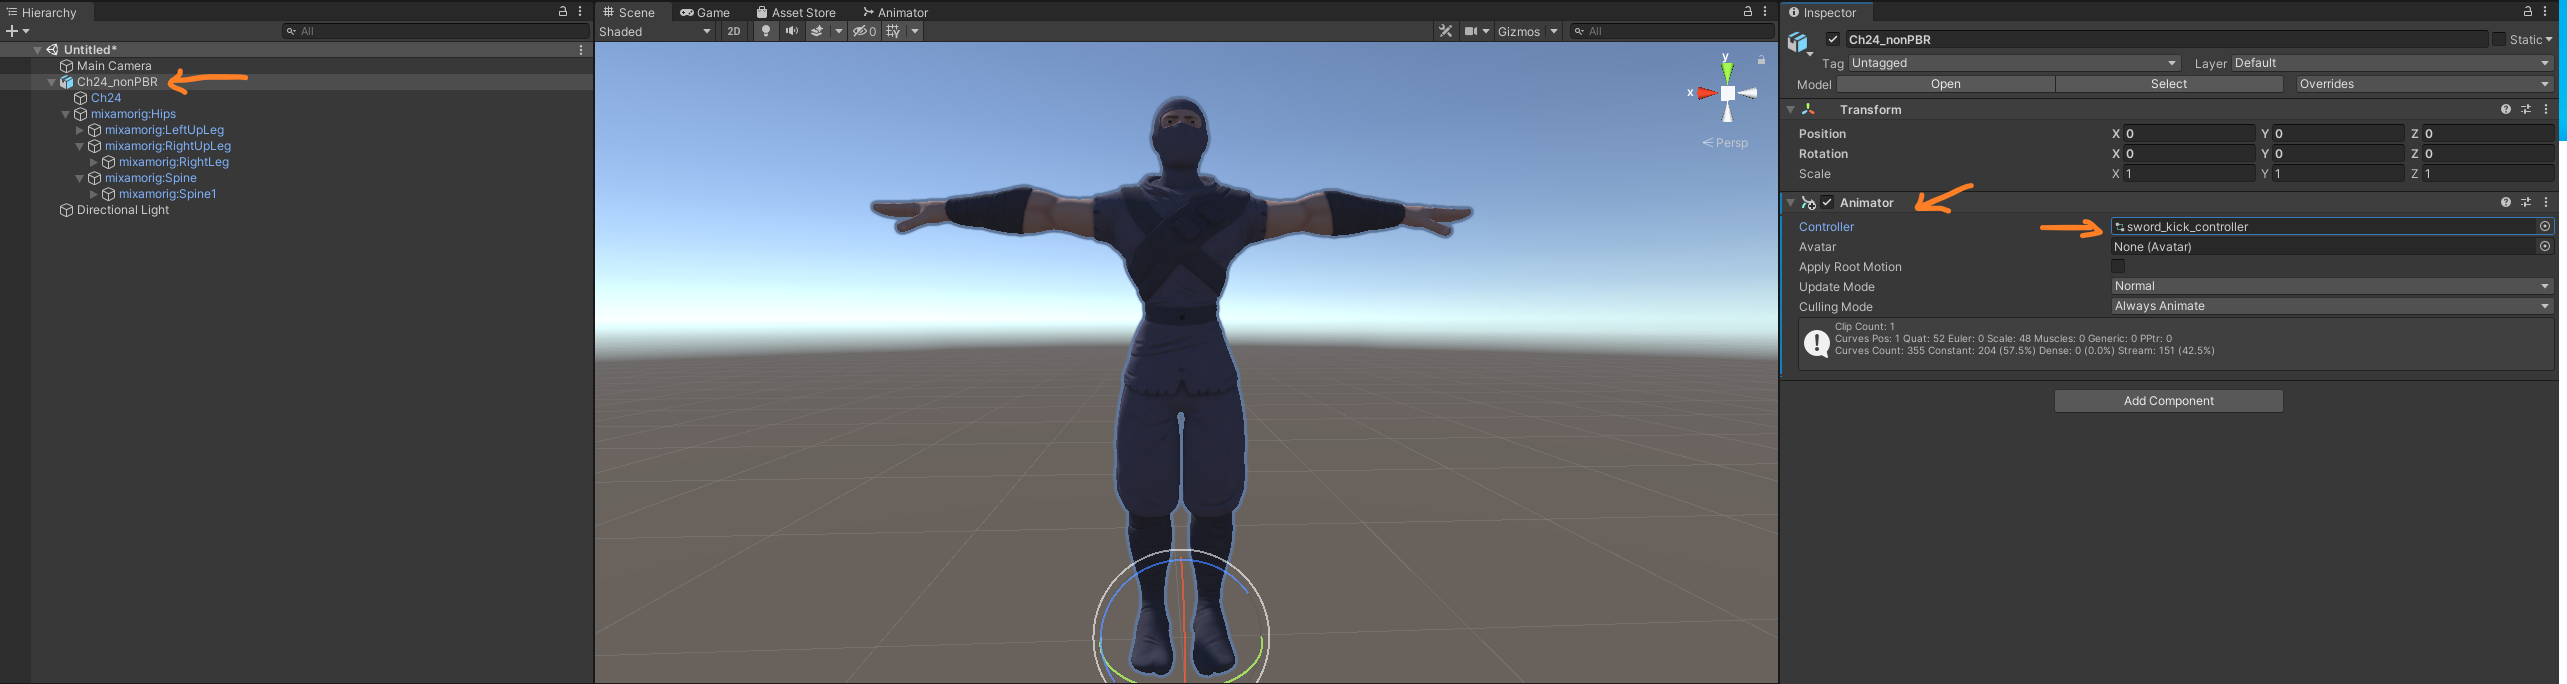 Hierarchy
All
Untitled*
Main Camera
Ch24_nonPBR
Ch24
mixamorig:Hips
mixamorig:LeftUpLeg
mixamorig:RightUpLeg
mixamorig:RightLeg
mixamorig:Spine
mixamorig:Spine1
Directional Light
Scene Game Asset Store Animator
Shaded 2D 0 Gizmos All
y
x
Persp
Inspector
Ch24_nonPBR Static
Tag Untagged Layer Default
Model Open Select Overrides
Transform
Position X 0 Y 0 Z 0
Rotation X 0 Y 0 Z 0
Scale X 1 Y 1 Z 1
Animator
Controller sword_kick_controller
Avatar None (Avatar)
Apply Root Motion
Update Mode Normal
Culling Mode Always Animate
Clip Count: 1
Curves Pos: 1 Quat: 52 Euler: 0 Scale: 48 Muscles: 0 Generic: 0 PPtr: 0
Curves Count: 355 Constant: 204 (57.5%) Dense: 0 (0.0%) Stream: 151 (42.5%)
Add Component